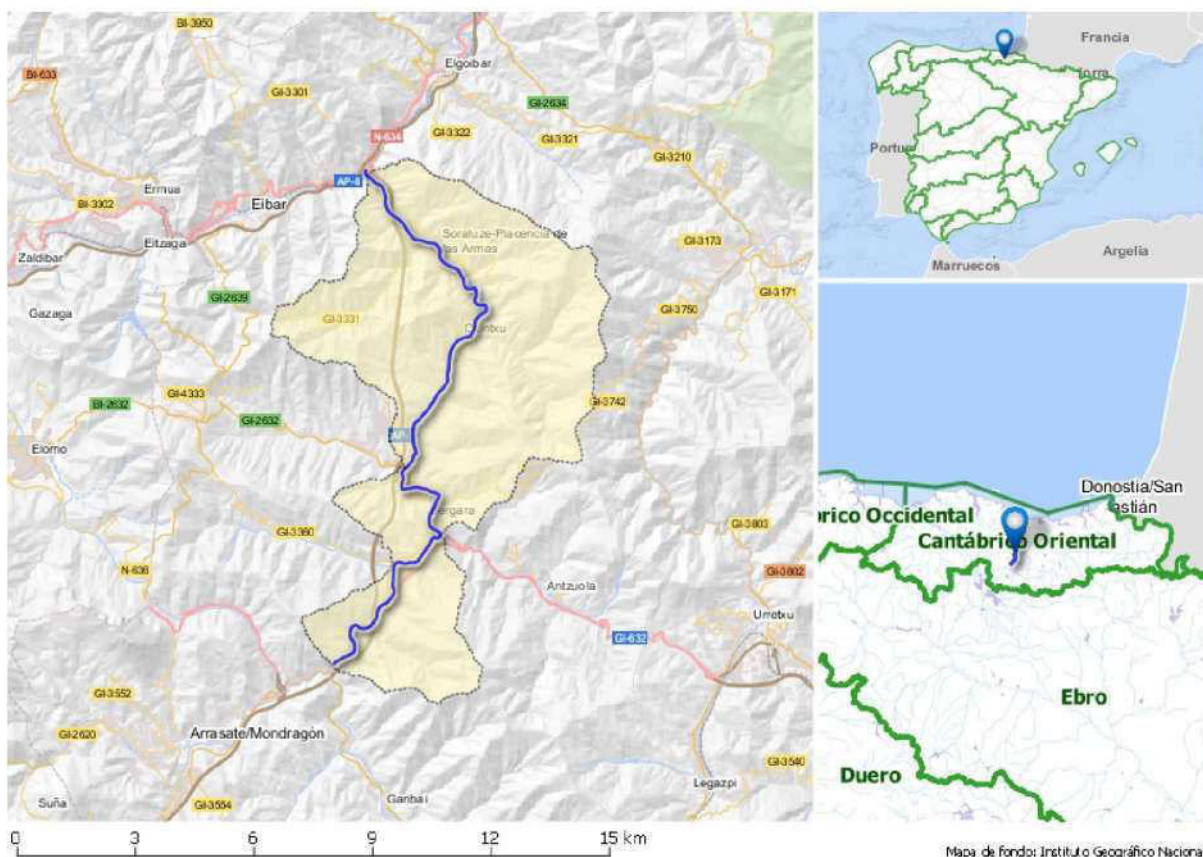 BI-3950
Elgoibar
BI-633
GI-3301
GI-2634
N-634
GI-3322
GI-3321
GI-3210
AP-8
Ermua
BI-3302
Eibar
Eitzaga
Zaldibar
Soraluze-Placencia de
las Armas
GI-3173
GI-3171
GI-2639
Gazaga
GI-3331
GI-3750
GI-4333
GI-3742
BI-2632
GI-2632
AP-
Elorrio
GI-3360
GI-3803
N-636
Antzuola
GI-3802
Urretxu
GI-632
GI-3552
GI-2620
Arrasate/Mondragón
GI-3540
Legazpi
Suña
GI-3554
Garibai
0 3 6 9 12 15 km
Francia
Marruecos
Argelia
Donostia/San
brico Occidental
Cantábrico Oriental
Ebro
Duero
Mapa de fondo: Instituto Geográfico Naciona